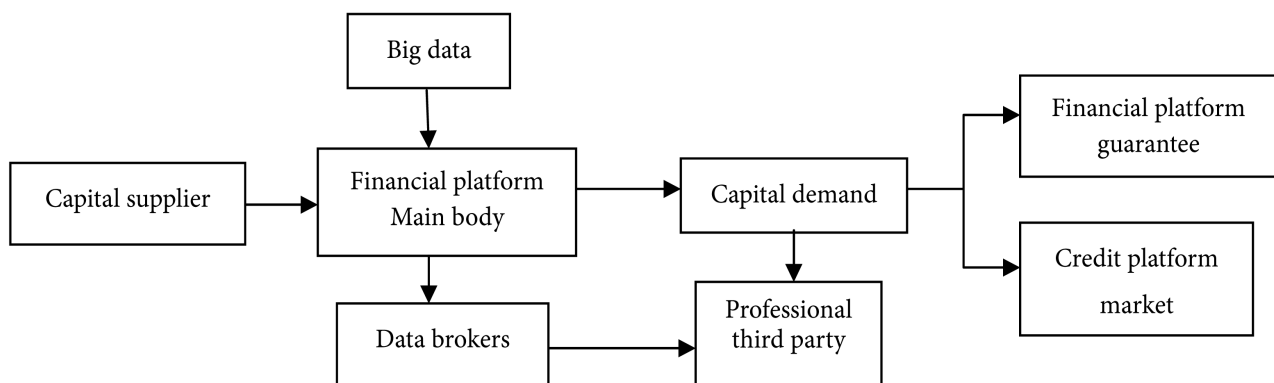 Big data
Capital supplier
Financial platform
Main body
Capital demand
Financial platform
guarantee
Credit platform
market
Data brokers
Professional
third party